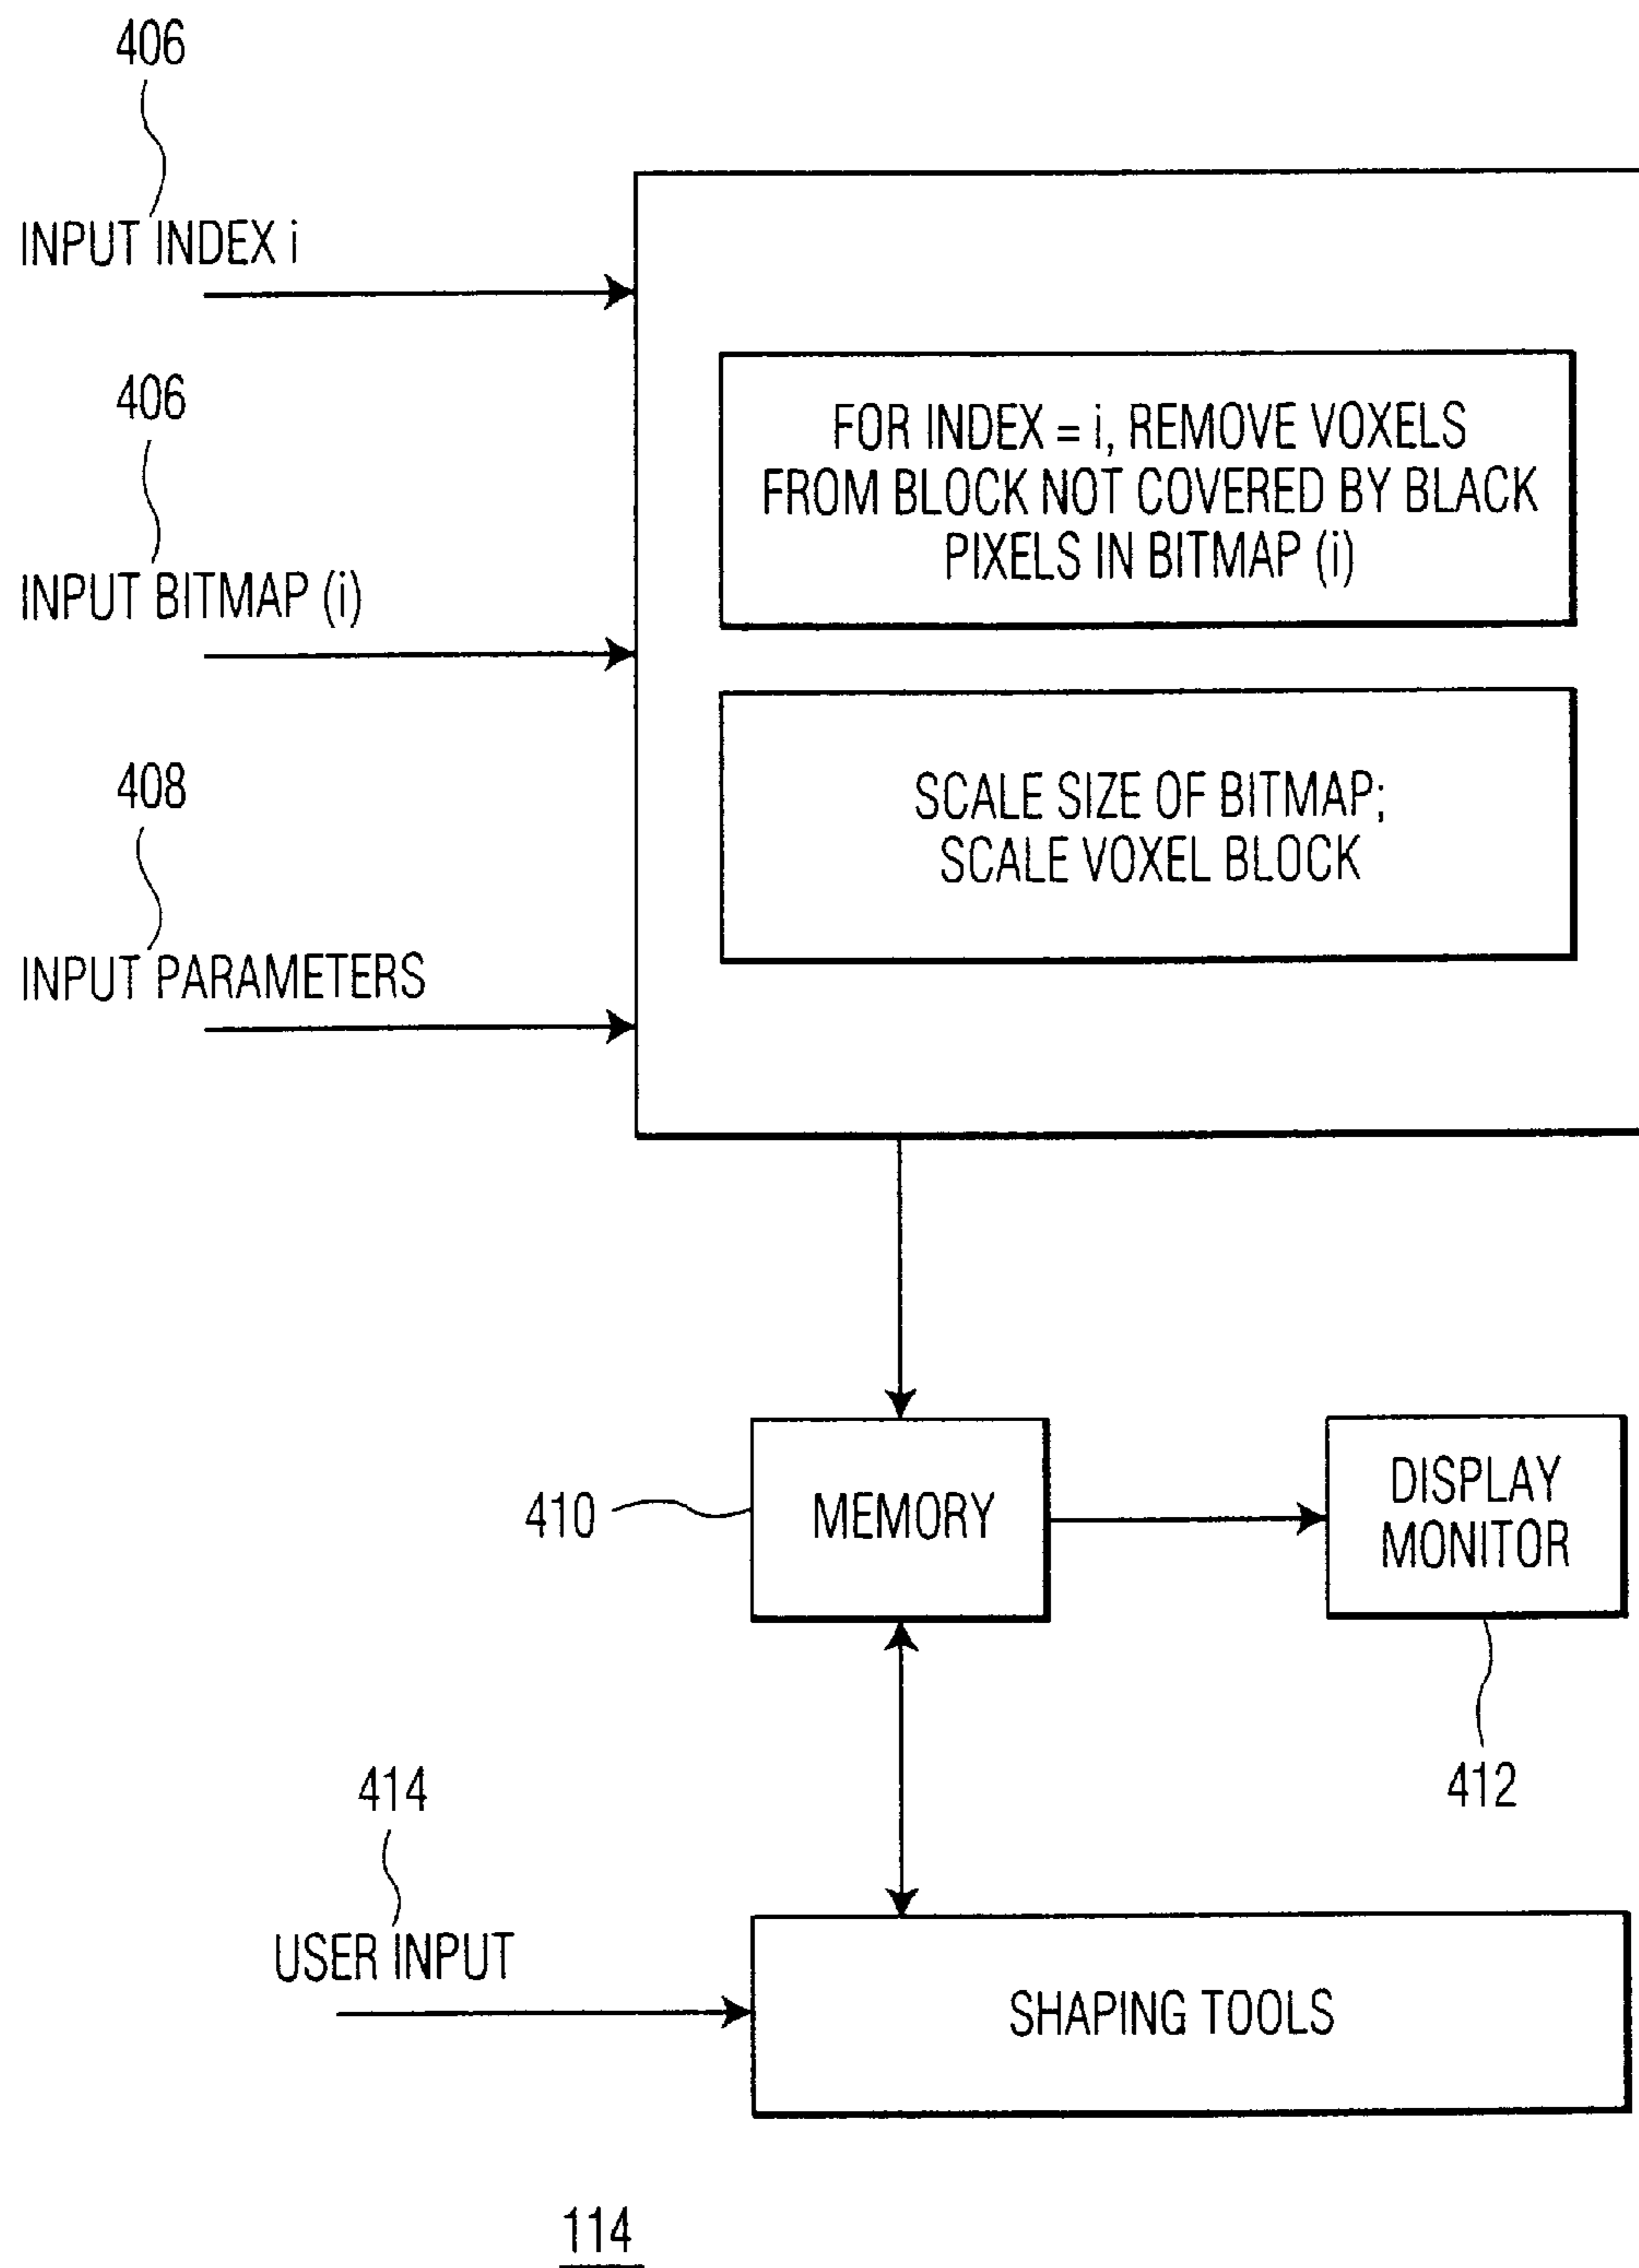 406
INPUT INDEX i
406
INPUT BITMAP (i)
408
INPUT PARAMETERS
FOR INDEX = i, REMOVE VOXELS
FROM BLOCK NOT COVERED BY BLACK
PIXELS IN BITMAP (i)
SCALE SIZE OF BITMAP;
SCALE VOXEL BLOCK
410
MEMORY
DISPLAY
MONITOR
412
414
USER INPUT
SHAPING TOOLS
114